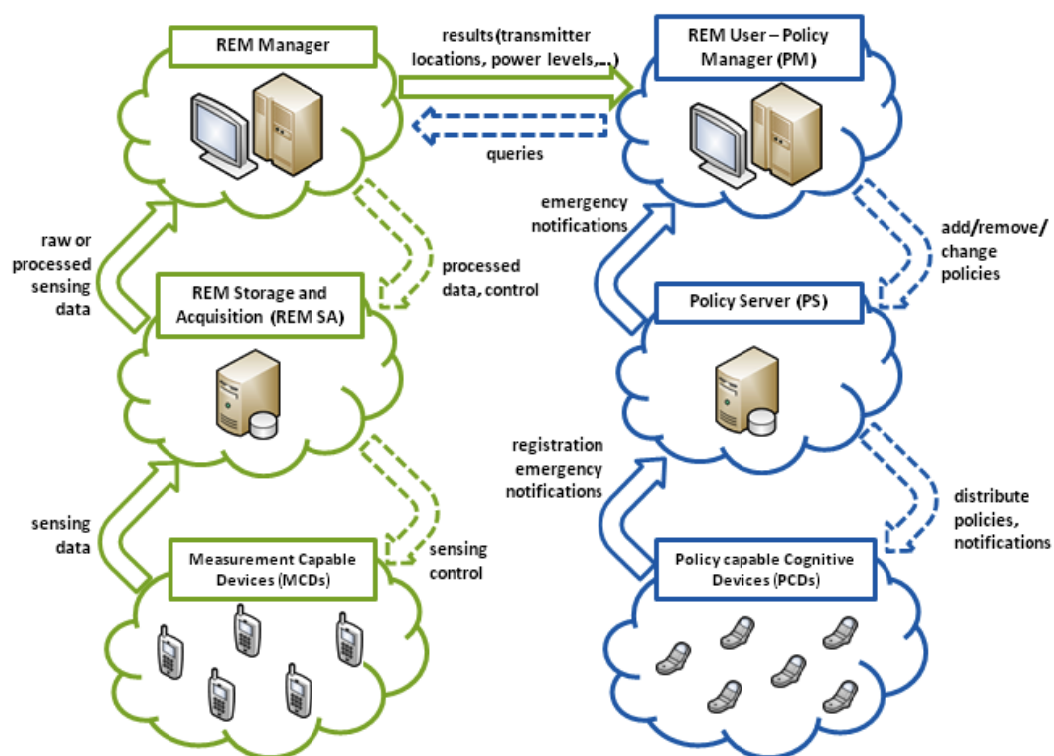 REM Manager
results (transmitter
locations, power levels,...)
REM User – Policy
Manager (PM)
queries
raw or
processed
sensing
data
processed
data, control
emergency
notifications
add/remove/
change
policies
REM Storage and
Acquisition (REM SA)
Policy Server (PS)
sensing
data
sensing
control
registration
emergency
notifications
distribute
policies,
notifications
Measurement Capable
Devices (MCDs)
Policy capable Cognitive
Devices (PCDs)